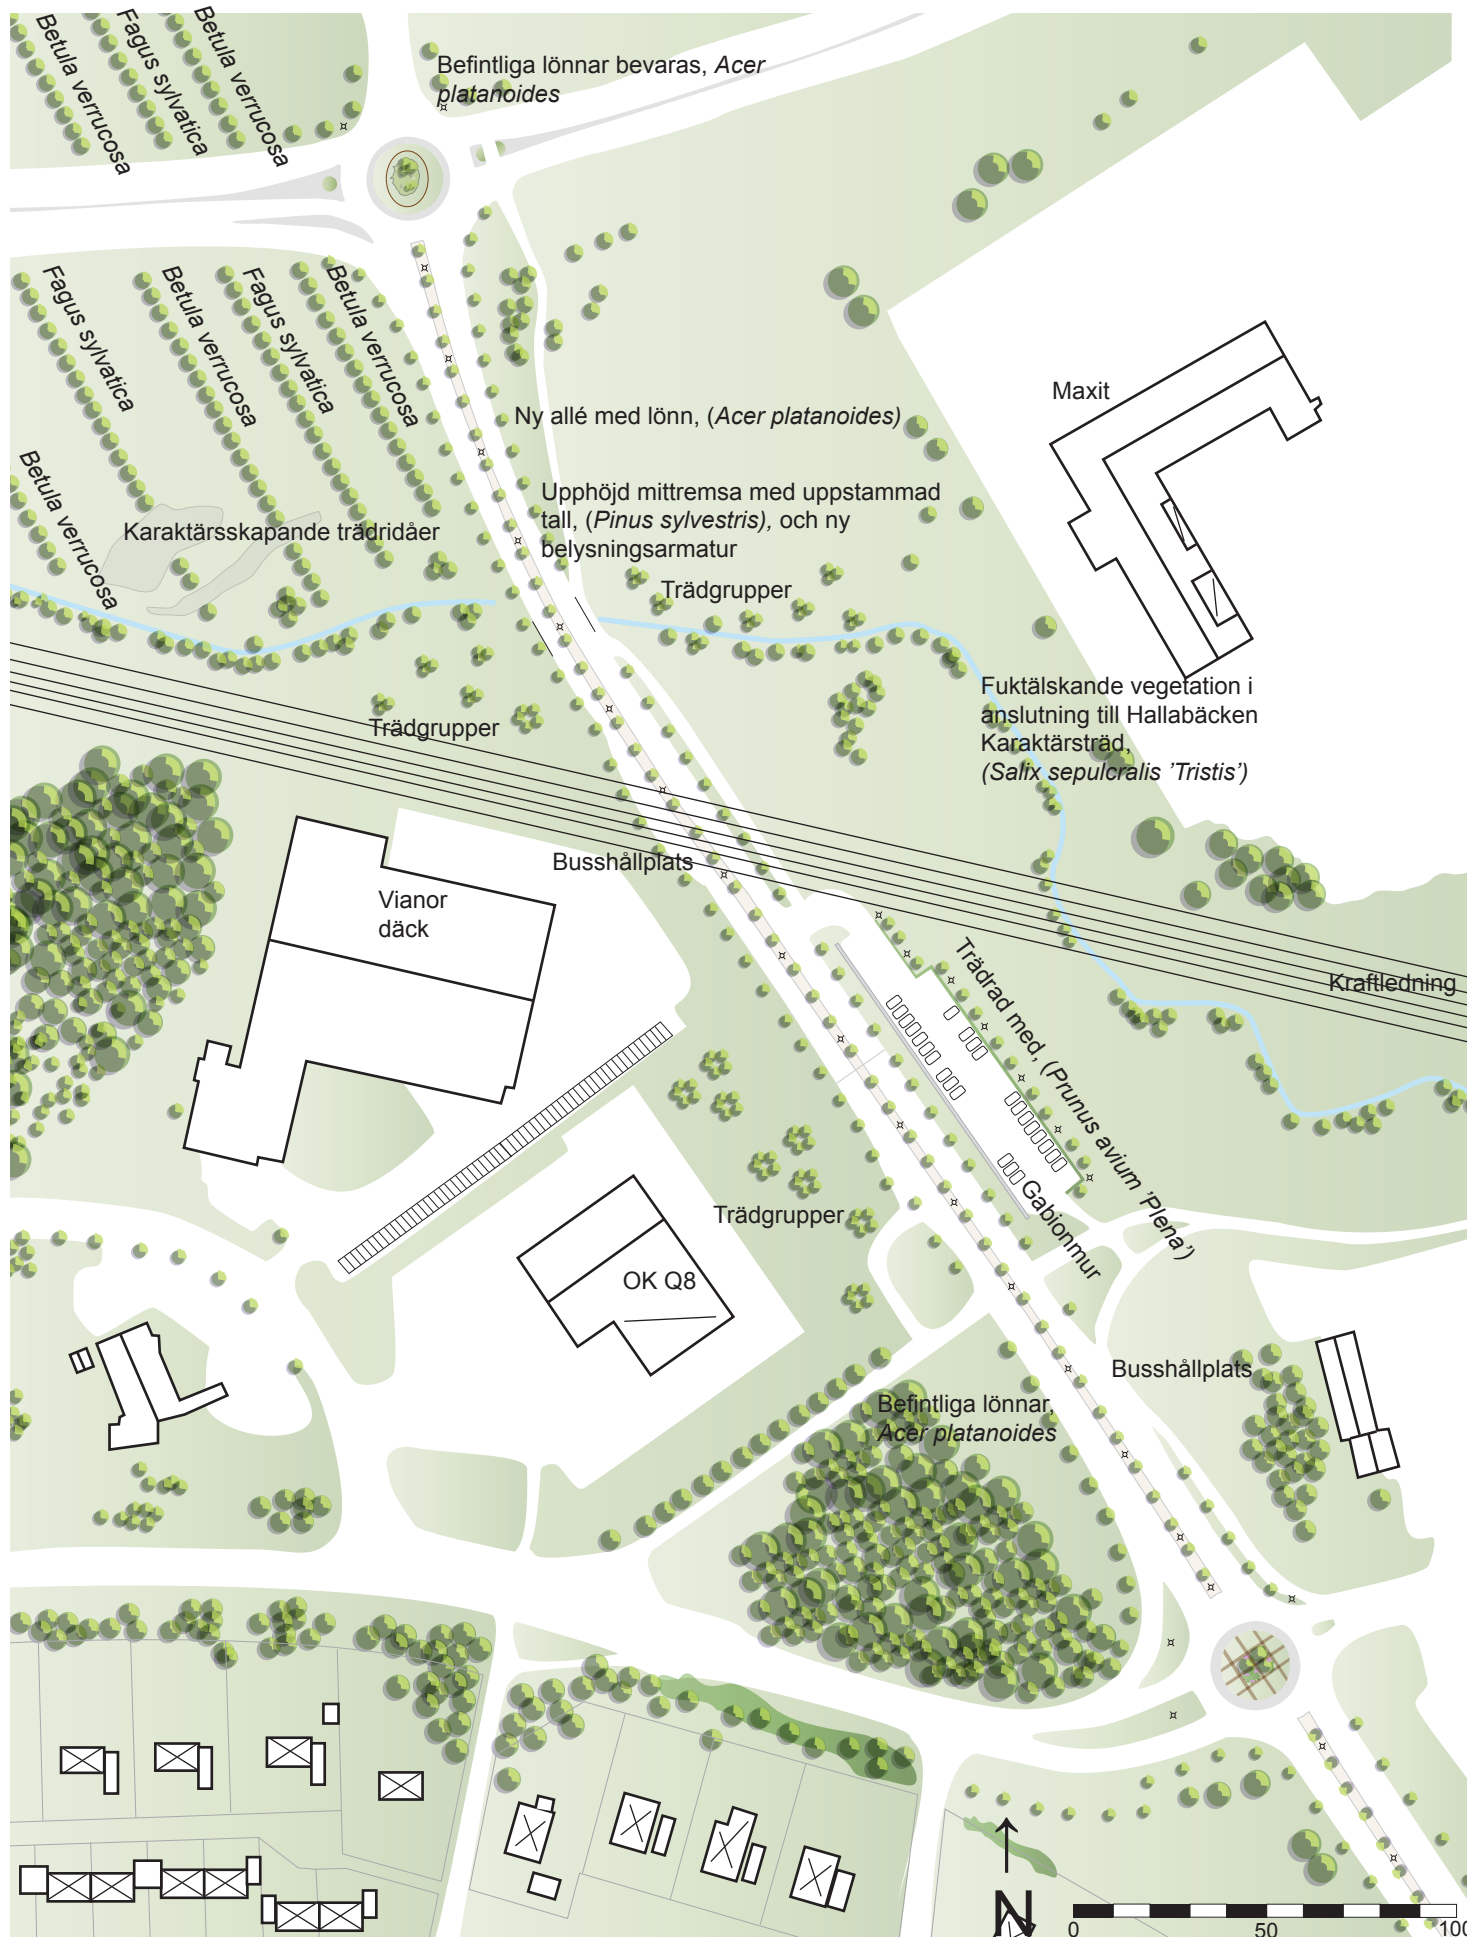 Betula verrucosa
Fagus sylvatica
Betula verrucosa
Befintliga lönnar bevaras, Acer
platanoides
Fagus sylvatica
Betula verrucosa
Fagus sylvatica
Betula verrucosa
Maxit
Ny allé med lönn, (Acer platanoides)
Betula verrucosa
Upphöjd mittremsa med uppstammad
tall, (Pinus sylvestris), och ny
belysningsarmatur
Karaktärsskapande trädridåer
Trädgrupper
Fuktälskande vegetation i
anslutning till Hallabäcken
Karaktärsträd,
(Salix sepulcralis ’Tristis’)
Trädgrupper
Busshållplats
Vianor
däck
Trädrad med, (Prunus avium ’Plena’)
Kraftledning
Gabionmur
Trädgrupper
OK Q8
Busshållplats
Befintliga lönnar,
Acer platanoides
N
0 50 100